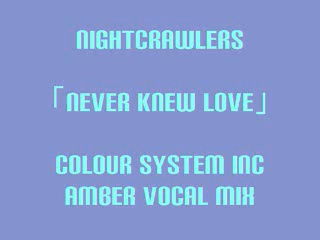 NIGHTCRAWLERS
「NEVER KNEW LOVE」
COLOUR SYSTEM INC
AMBER VOCAL MIX